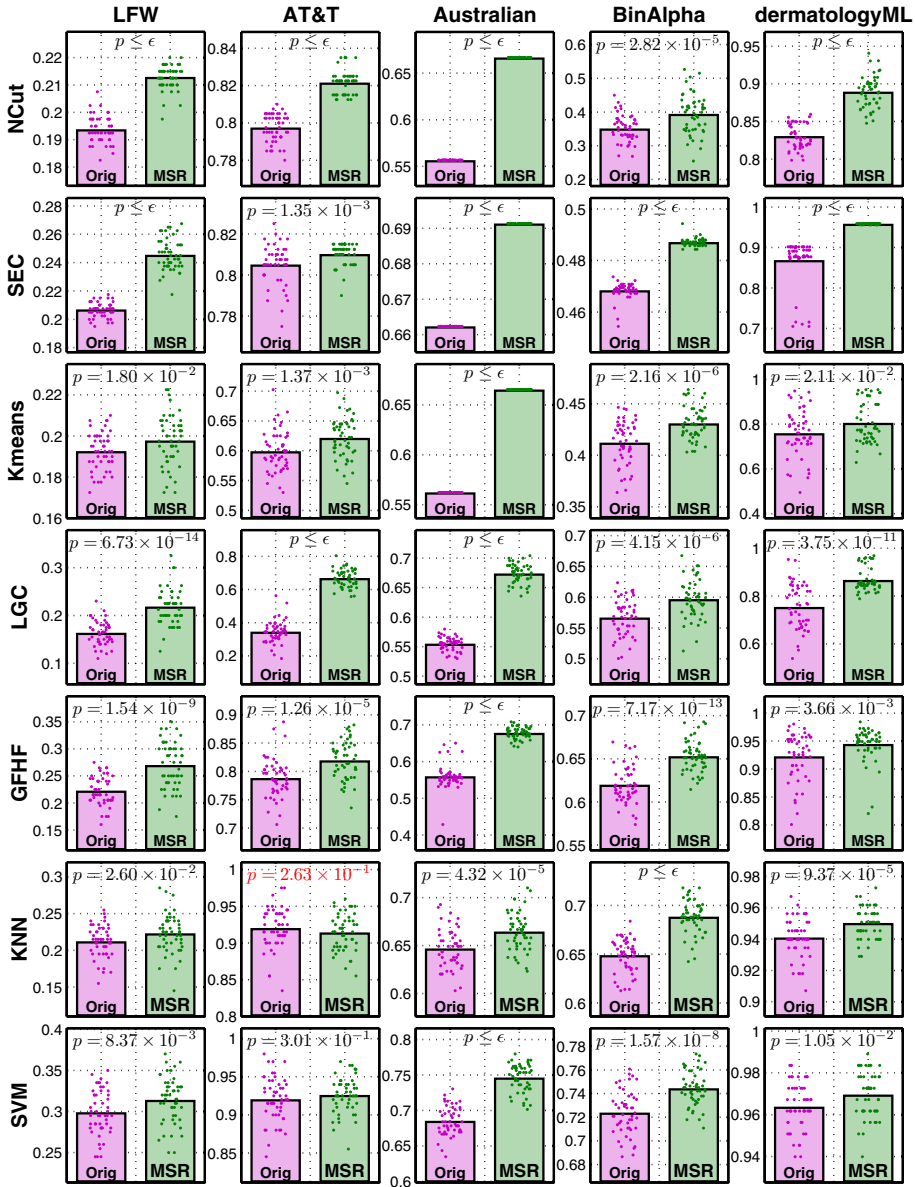 LFW AT&T Australian BinAlpha dermatologyML
NCut
p ≤ ϵ p ≤ ϵ p ≤ ϵ p = 2.82 × 10^-5 p ≤ ϵ
0.22 0.84 0.65 0.6 0.95
0.21 0.82 0.55 0.5 0.9
0.2 0.8 0.4 0.85
0.19 0.78 0.3 0.8
0.18 0.2
Orig MSR Orig MSR Orig MSR Orig MSR Orig MSR
SEC
p ≤ ϵ p = 1.35 × 10^-3 p ≤ ϵ p ≤ ϵ p ≤ ϵ
0.28 0.82 0.69 0.5 1
0.26 0.8 0.68 0.48 0.9
0.24 0.78 0.67 0.46 0.8
0.22 0.66 0.7
0.2 0.6
0.18
Orig MSR Orig MSR Orig MSR Orig MSR Orig MSR
Kmeans
p = 1.80 × 10^-2 p = 1.37 × 10^-3 p ≤ ϵ p = 2.16 × 10^-6 p = 2.11 × 10^-2
0.22 0.7 0.65 0.45 1
0.2 0.65 0.55 0.4 0.8
0.18 0.6 0.35 0.6
0.16 0.55 0.4
0.5
Orig MSR Orig MSR Orig MSR Orig MSR Orig MSR
LGC
p = 6.73 × 10^-14 p ≤ ϵ p ≤ ϵ p = 4.15 × 10^-6 p = 3.75 × 10^-11
0.3 0.8 0.7 0.7 1
0.2 0.6 0.65 0.65 0.8
0.1 0.4 0.6 0.6 0.6
0.2 0.55 0.55
0.5 0.5
Orig MSR Orig MSR Orig MSR Orig MSR Orig MSR
GFHF
p = 1.54 × 10^-9 p = 1.26 × 10^-5 p ≤ ϵ p = 7.17 × 10^-13 p = 3.66 × 10^-3
0.35 0.9 0.7 0.7 1
0.3 0.85 0.6 0.65 0.95
0.25 0.8 0.5 0.6 0.9
0.2 0.75 0.4 0.55 0.85
0.15 0.7 0.8
Orig MSR Orig MSR Orig MSR Orig MSR Orig MSR
KNN
p = 2.60 × 10^-2 p = 2.63 × 10^-1 p = 4.32 × 10^-5 p ≤ ϵ p = 9.37 × 10^-5
0.3 1 0.7 0.7 0.98
0.25 0.95 0.65 0.65 0.96
0.2 0.9 0.6 0.6 0.94
0.15 0.85 0.92
0.1 0.8 0.9
Orig MSR Orig MSR Orig MSR Orig MSR Orig MSR
SVM
p = 8.37 × 10^-3 p = 3.01 × 10^-1 p ≤ ϵ p = 1.57 × 10^-8 p = 1.05 × 10^-2
0.4 1 0.8 0.78 1
0.35 0.95 0.75 0.76 0.98
0.3 0.9 0.7 0.74 0.96
0.25 0.85 0.65 0.72 0.94
0.2 0.6 0.7
0.68
Orig MSR Orig MSR Orig MSR Orig MSR Orig MSR